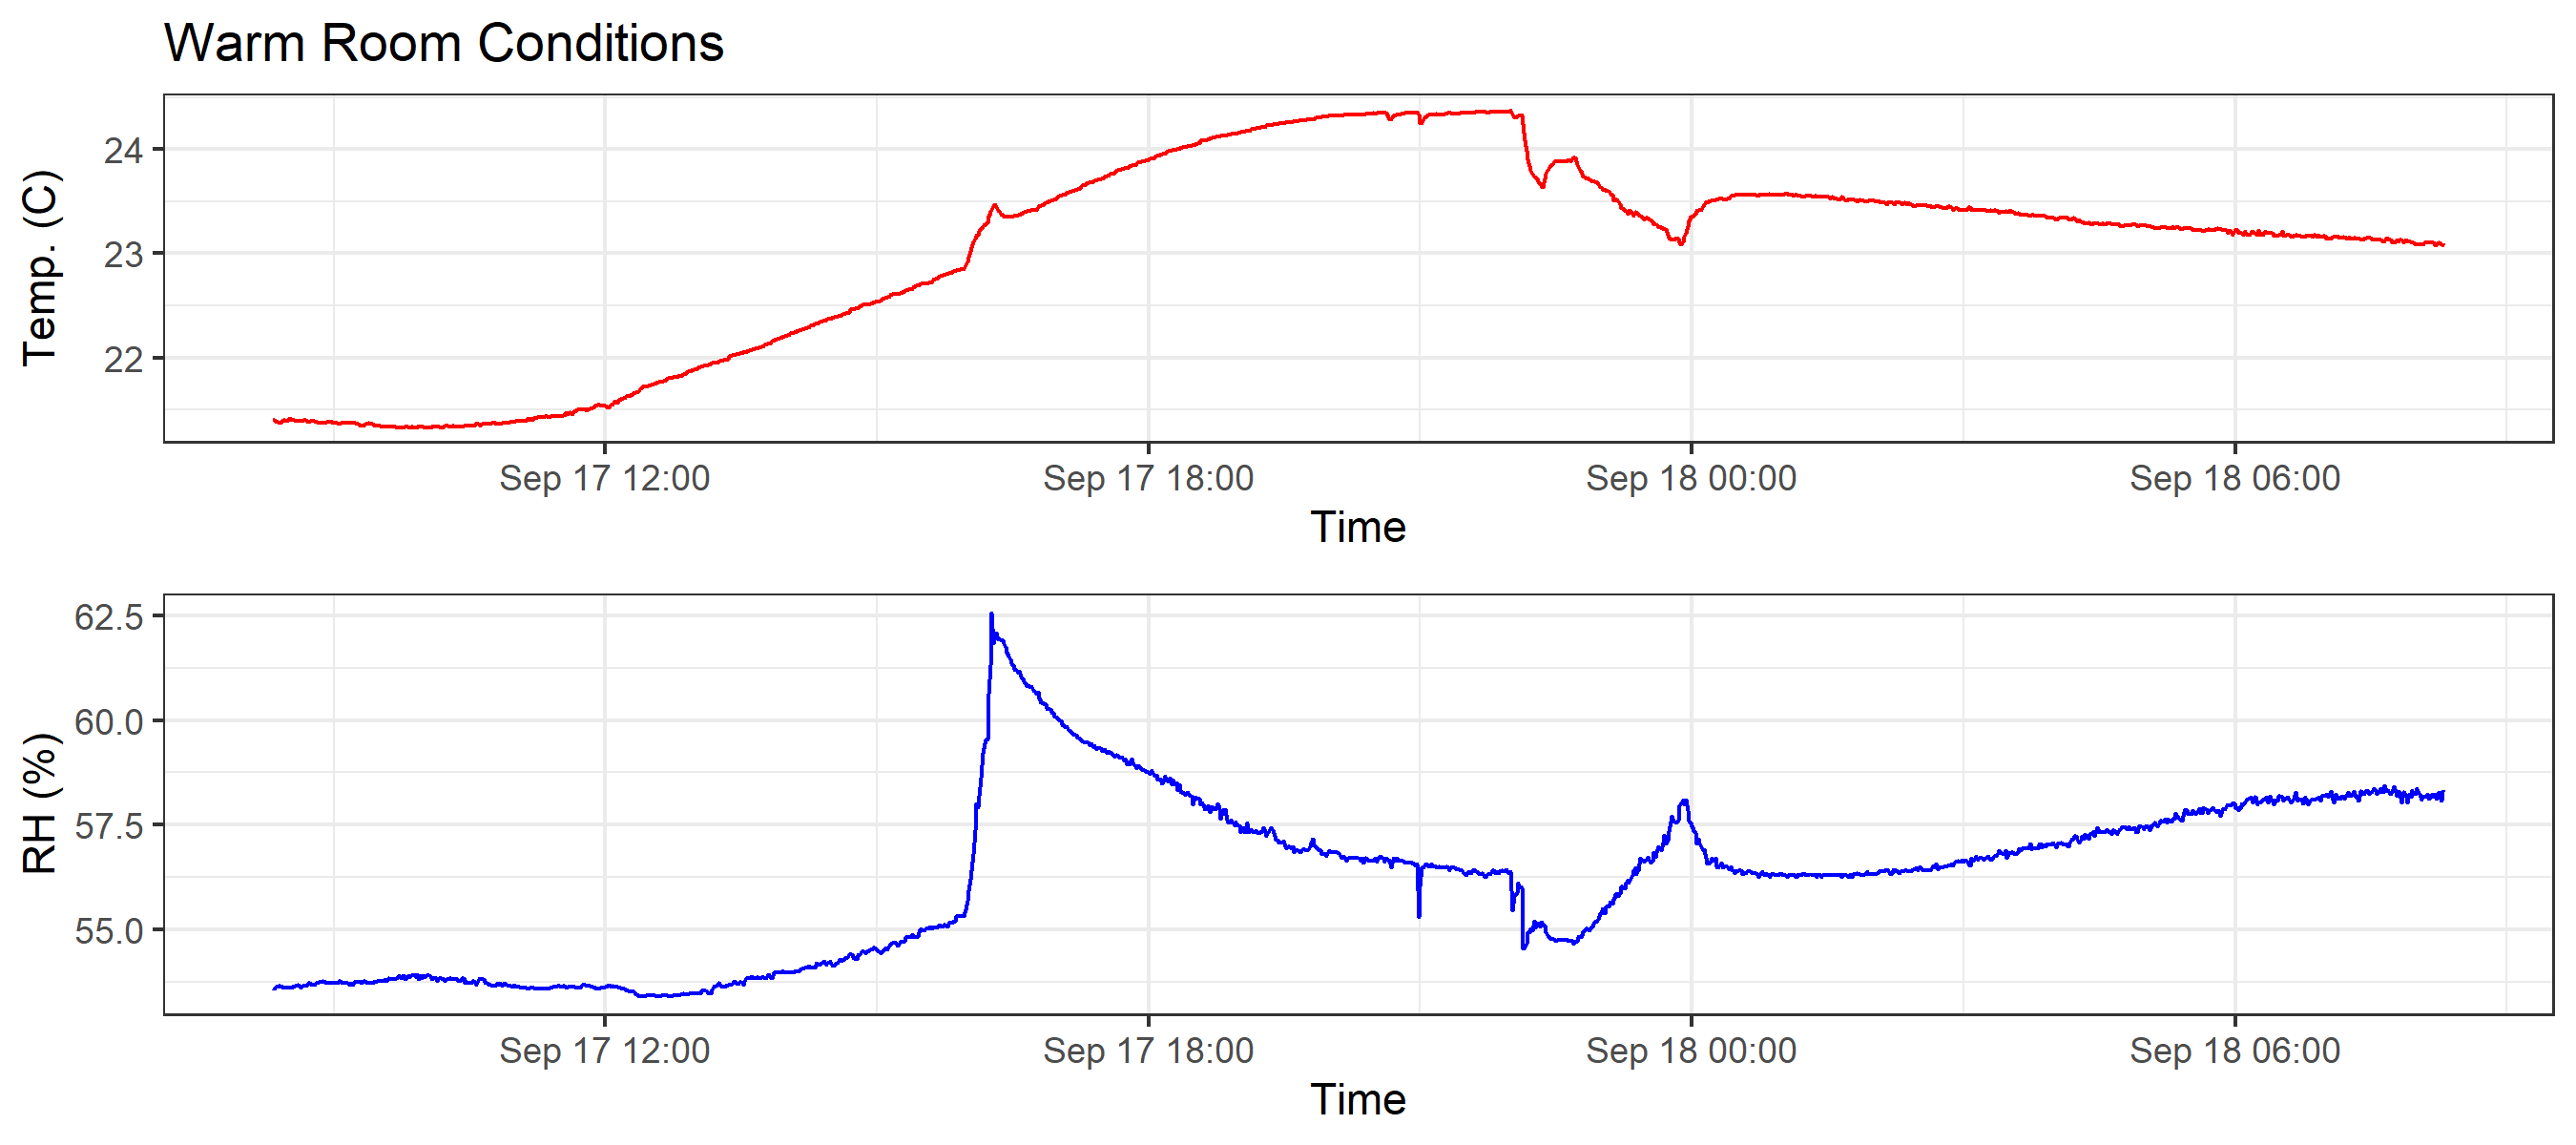 Warm Room Conditions
Temp. (C)
24
23
22
Sep 17 12:00 Sep 17 18:00 Sep 18 00:00 Sep 18 06:00
Time
RH (%)
62.5
60.0
57.5
55.0
Sep 17 12:00 Sep 17 18:00 Sep 18 00:00 Sep 18 06:00
Time